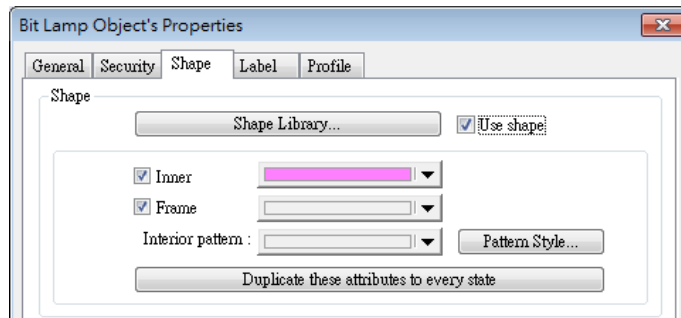 Bit Lamp Object's Properties
General Security Shape Label Profile
Shape
Shape Library... Use shape
Inner
Frame
Interior pattern : Pattern Style...
Duplicate these attributes to every state